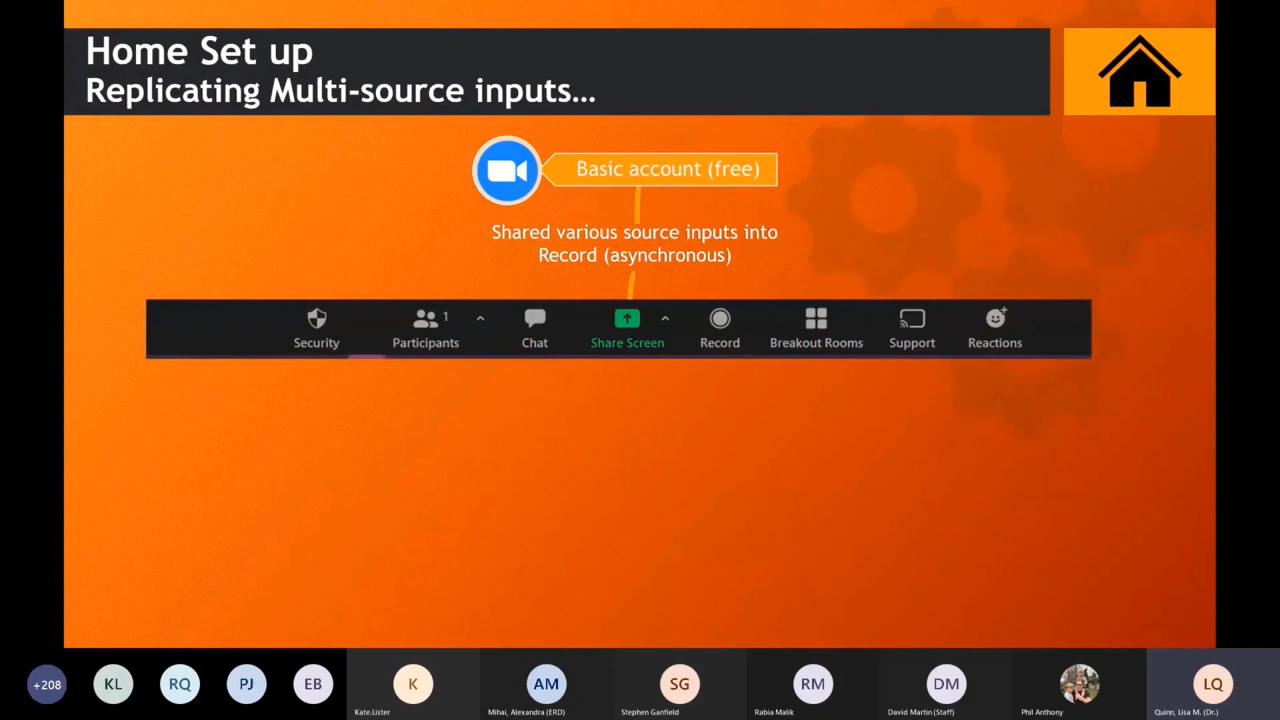 Home Set up
Replicating Multi-source inputs...
Basic account (free)
Shared various source inputs into
Record (asynchronous)
1
Security
Participants
Chat
Share Screen
Record
Breakout Rooms
Support
Reactions
+208
KL
RQ
PJ
EB
K
AM
SG
RM
DM
LQ
Kate.Lister
Mihai, Alexandra (ERD)
Stephen Ganfield
Rabia Malik
David Martin (Staff)
Phil Anthony
Quinn, Lisa M. (Dr.)